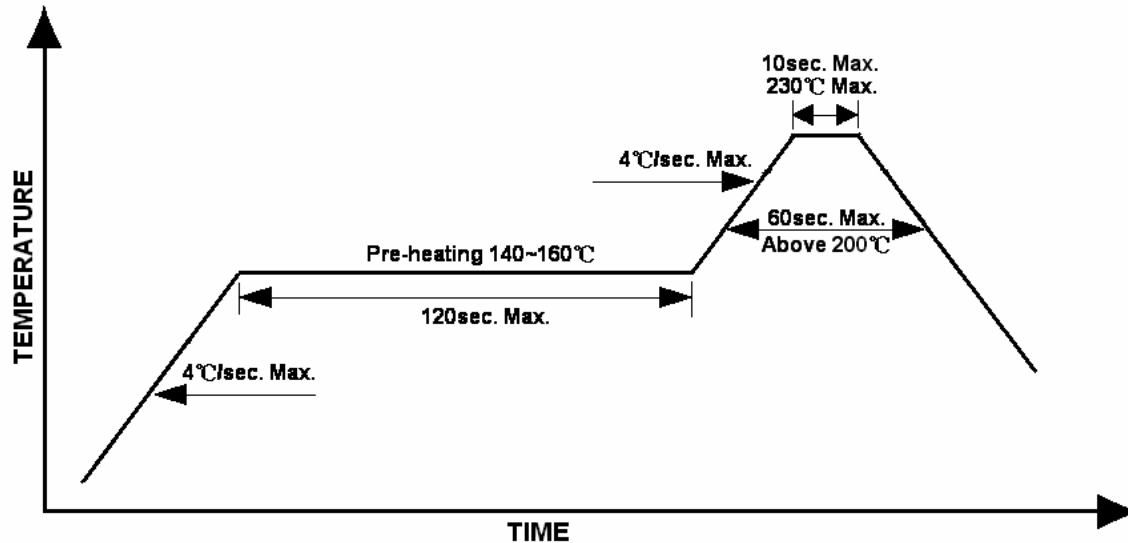 10sec. Max.
230℃ Max.
4℃/sec. Max.
60sec. Max.
Above 200℃
Pre-heating 140~160℃
120sec. Max.
4℃/sec. Max.
TEMPERATURE
TIME